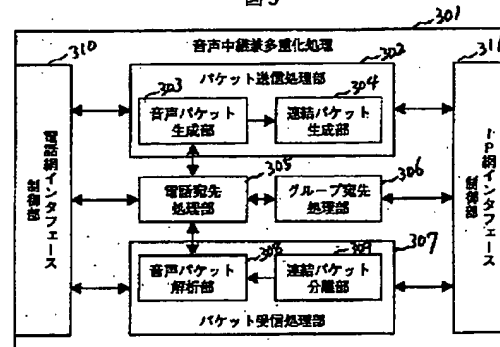 図3
301
音声中継兼多重化処理
310
311
302
パケット送信処理部
303
304
音声パケット
生成部
連結パケット
生成部
電話網インタフェース
制御部
305
306
電話宛先
処理部
グループ宛先
処理部
IP網インタフェース
制御部
308
309
307
音声パケット
解析部
連結パケット
分離部
パケット受信処理部